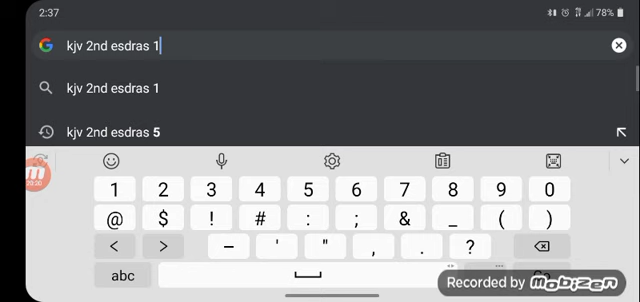 2:37 78%
kjv 2nd esdras 1
kjv 2nd esdras 1
kjv 2nd esdras 5
1 2 3 4 5 6 7 8 9 0
@ $ ! # : ; & _ ( )
< > – ' " , . ?
abc
Recorded by mobizen